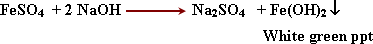 FeSO₄ + 2 NaOH ⟶ Na₂SO₄ + Fe(OH)₂↓
White green ppt